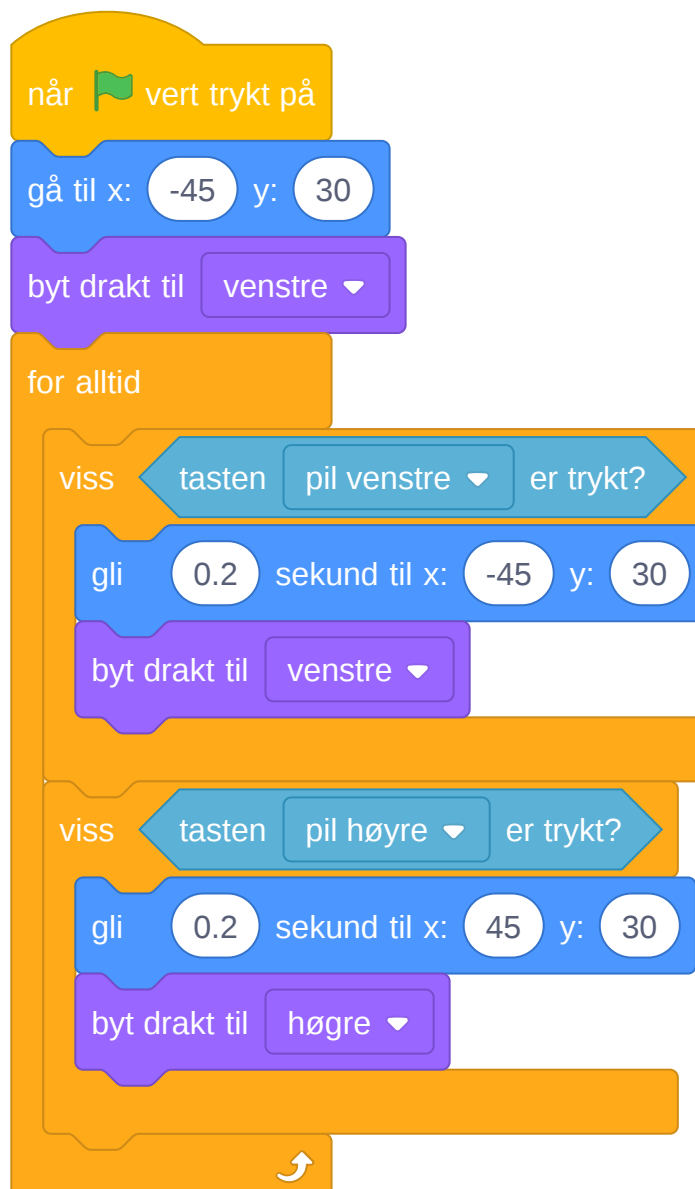 når vert trykt på
gå til x: -45 y: 30
byt drakt til venstre
for alltid
viss tasten pil venstre er trykt?
gli 0.2 sekund til x: -45 y: 30
byt drakt til venstre
viss tasten pil høyre er trykt?
gli 0.2 sekund til x: 45 y: 30
byt drakt til høgre